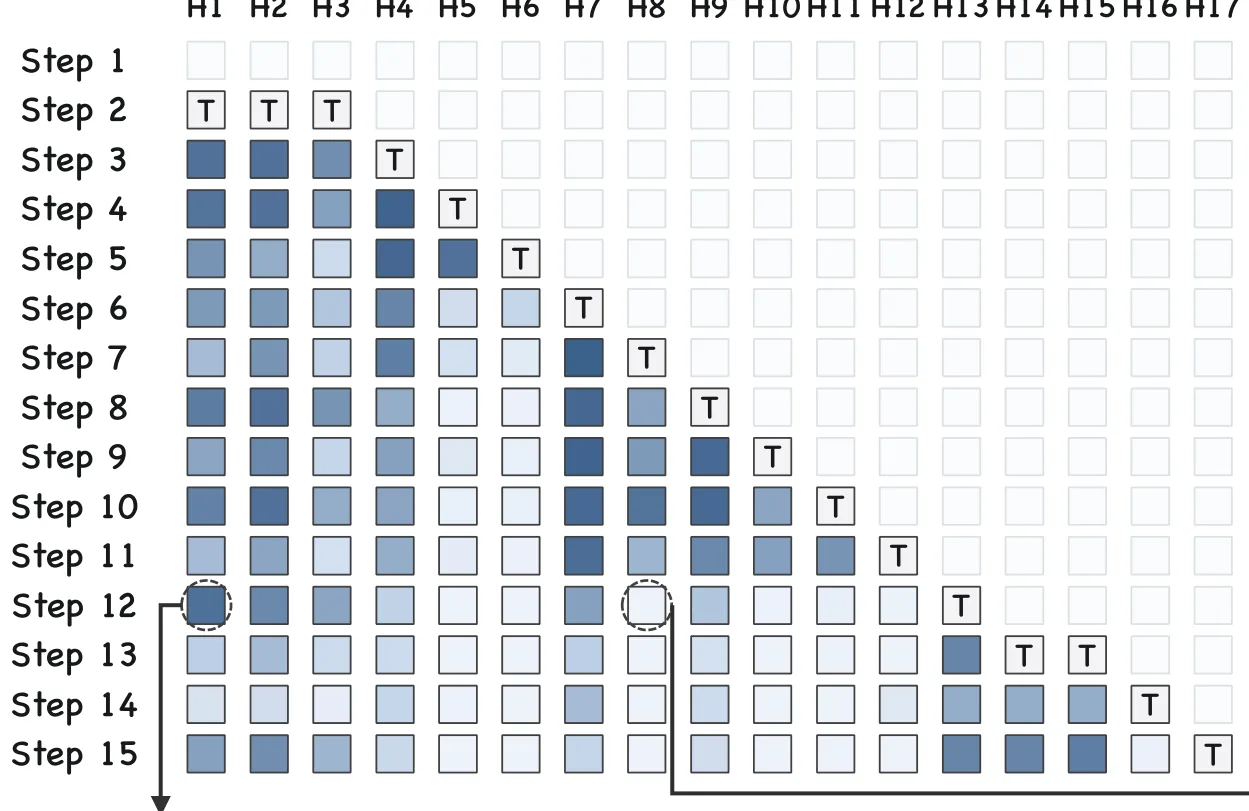 H1 H2 H3 H4 H5 H6 H7 H8 H9 H10 H11 H12 H13 H14 H15 H16 H17
Step 1
Step 2 T T T
Step 3 T
Step 4 T
Step 5 T
Step 6 T
Step 7 T
Step 8 T
Step 9 T
Step 10 T
Step 11 T
Step 12 T
Step 13 T T
Step 14 T
Step 15 T